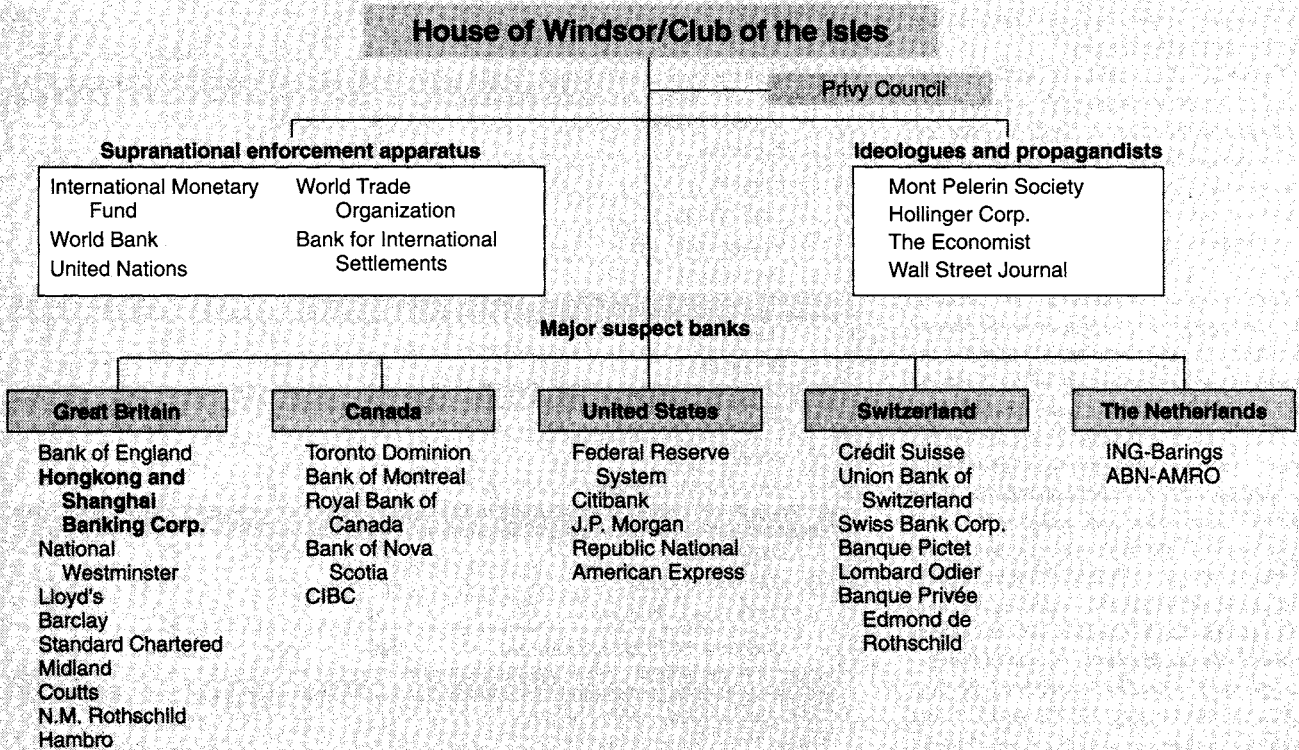 House of Windsor/Club of the Isles
Privy Council
Supranational enforcement apparatus
International Monetary
Fund
World Bank
United Nations
World Trade
Organization
Bank for International
Settlements
Ideologues and propagandists
Mont Pelerin Society
Hollinger Corp.
The Economist
Wall Street Journal
Major suspect banks
Great Britain
Bank of England
Hongkong and
Shanghai
Banking Corp.
National
Westminster
Lloyd's
Barclay
Standard Chartered
Midland
Coutts
N.M. Rothschild
Hambro
Canada
Toronto Dominion
Bank of Montreal
Royal Bank of
Canada
Bank of Nova
Scotia
CIBC
United States
Federal Reserve
System
Citibank
J.P. Morgan
Republic National
American Express
Switzerland
Crédit Suisse
Union Bank of
Switzerland
Swiss Bank Corp.
Banque Pictet
Lombard Odier
Banque Privée
Edmond de
Rothschild
The Netherlands
ING-Barings
ABN-AMRO